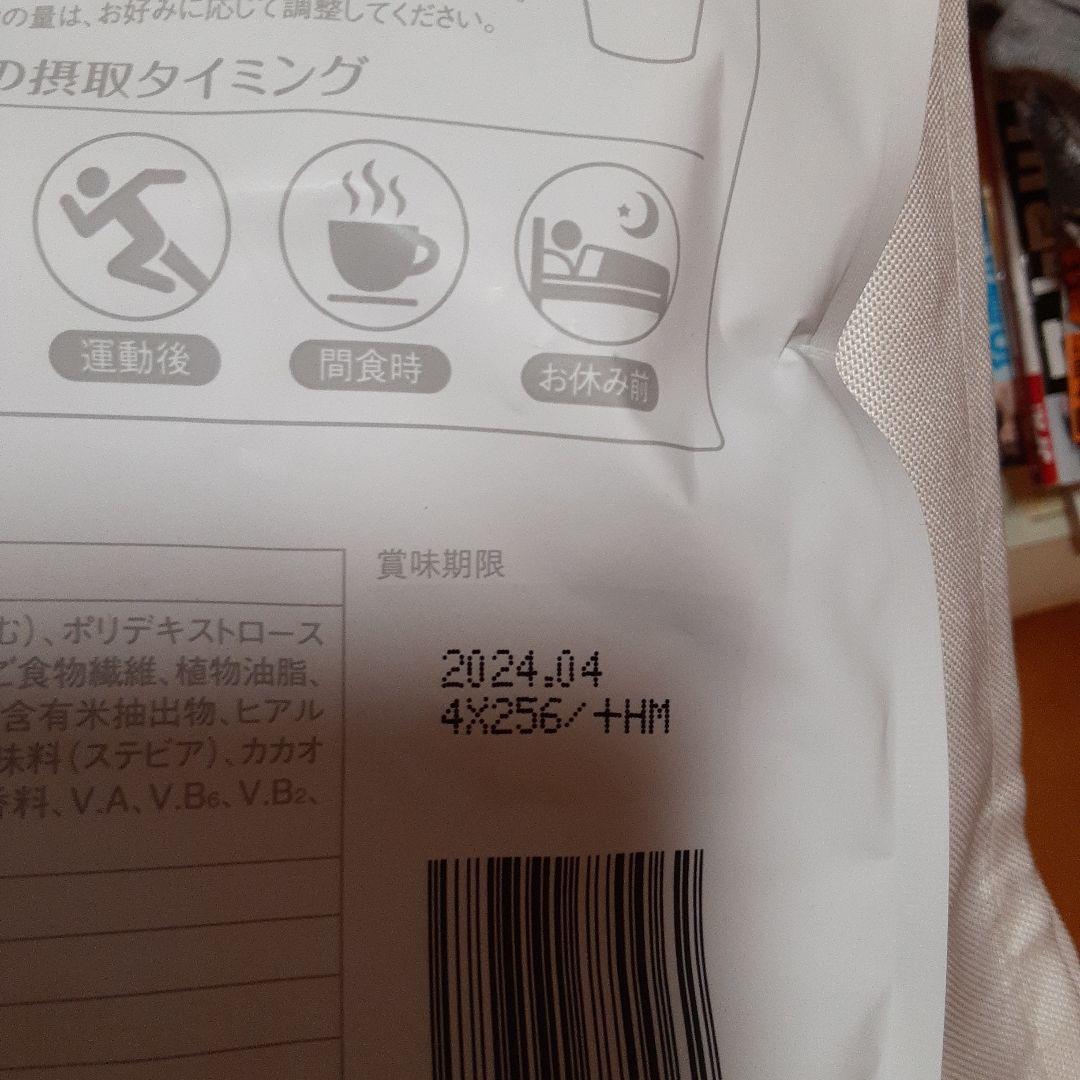 の量は、お好みに応じて調整してください。
の摂取タイミング
運動後
間食時
お休み前
賞味期限
2024.04
4X256/+HM
む)、ポリデキストロース
食物繊維、植物油脂、
含有米抽出物、ヒアル
味料(ステビア)、カカオ
香料、V.A、V.B6、V.B2、